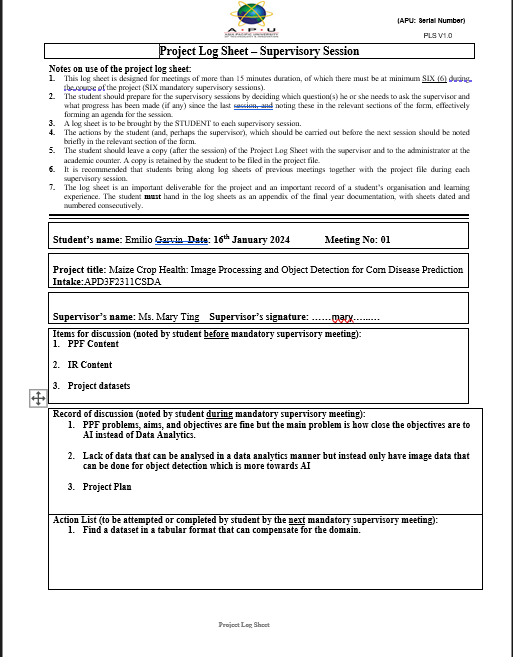 A · P · U
(APU: Serial Number)
PLS V1.0
Project Log Sheet – Supervisory Session
Notes on use of the project log sheet:
1. This log sheet is designed for meetings of more than 15 minutes duration, of which there must be at minimum SIX (6) during
the course of the project (SIX mandatory supervisory sessions).
2. The student should prepare for the supervisory sessions by deciding which question(s) he or she needs to ask the supervisor and
what progress has been made (if any) since the last session, and noting these in the relevant sections of the form, effectively
forming an agenda for the session.
3. A log sheet is to be brought by the STUDENT to each supervisory session.
4. The actions by the student (and, perhaps the supervisor), which should be carried out before the next session should be noted
briefly in the relevant section of the form.
5. The student should leave a copy (after the session) of the Project Log Sheet with the supervisor and to the administrator at the
academic counter. A copy is retained by the student to be filed in the project file.
6. It is recommended that students bring along log sheets of previous meetings together with the project file during each
supervisory session.
7. The log sheet is an important deliverable for the project and an important record of a student's organisation and learning
experience. The student must hand in the log sheets as an appendix of the final year documentation, with sheets dated and
numbered consecutively.
Student's name: Emilio Garvin Date: 16th January 2024 Meeting No: 01
Project title: Maize Crop Health: Image Processing and Object Detection for Corn Disease Prediction
Intake:APD3F2311CSDA
Supervisor's name: Ms. Mary Ting Supervisor's signature: ……mary……...
Items for discussion (noted by student before mandatory supervisory meeting):
1. PPF Content
2. IR Content
3. Project datasets
Record of discussion (noted by student during mandatory supervisory meeting):
1. PPF problems, aims, and objectives are fine but the main problem is how close the objectives are to
AI instead of Data Analytics.
2. Lack of data that can be analysed in a data analytics manner but instead only have image data that
can be done for object detection which is more towards AI
3. Project Plan
Action List (to be attempted or completed by student by the next mandatory supervisory meeting):
1. Find a dataset in a tabular format that can compensate for the domain.
Project Log Sheet